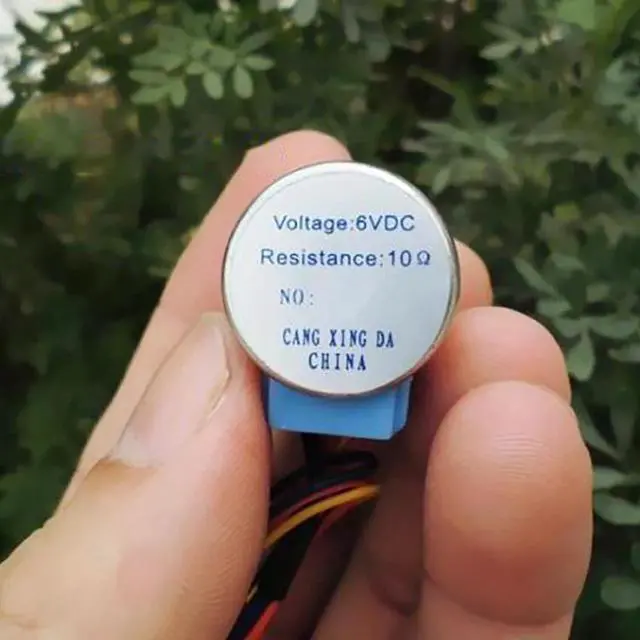 Voltage:6VDC
Resistance:10Ω
NO:
CANG XING DA
CHINA